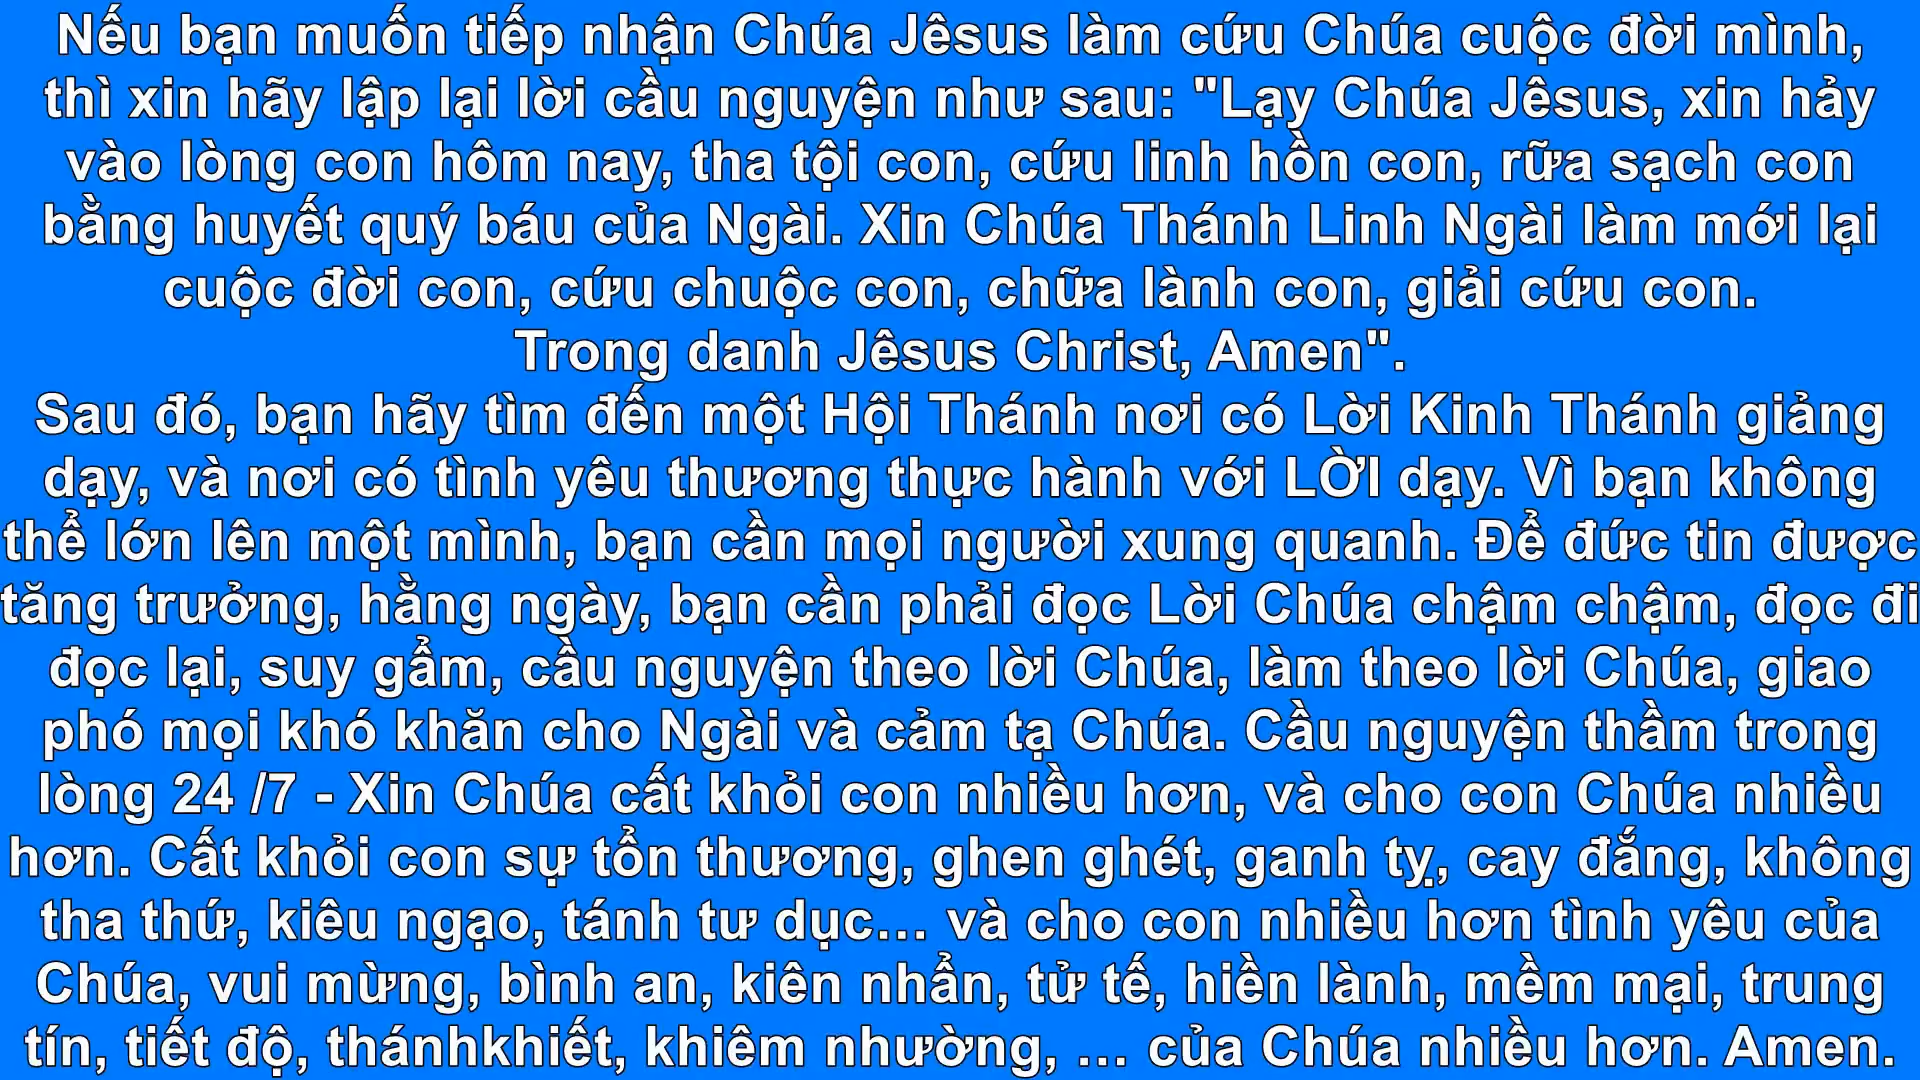 Nếu bạn muốn tiếp nhận Chúa Jêsus làm cứu Chúa cuộc đời mình,
thì xin hãy lập lại lời cầu nguyện như sau: "Lạy Chúa Jêsus, xin hảy
vào lòng con hôm nay, tha tội con, cứu linh hồn con, rữa sạch con
bằng huyết quý báu của Ngài. Xin Chúa Thánh Linh Ngài làm mới lại
cuộc đời con, cứu chuộc con, chữa lành con, giải cứu con.
Trong danh Jêsus Christ, Amen".
Sau đó, bạn hãy tìm đến một Hội Thánh nơi có Lời Kinh Thánh giảng
dạy, và nơi có tình yêu thương thực hành với LỜI dạy. Vì bạn không
thể lớn lên một mình, bạn cần mọi người xung quanh. Để đức tin được
tăng trưởng, hằng ngày, bạn cần phải đọc Lời Chúa chậm chậm, đọc đi
đọc lại, suy gẩm, cầu nguyện theo lời Chúa, làm theo lời Chúa, giao
phó mọi khó khăn cho Ngài và cảm tạ Chúa. Cầu nguyện thầm trong
lòng 24 /7 - Xin Chúa cất khỏi con nhiều hơn, và cho con Chúa nhiều
hơn. Cất khỏi con sự tổn thương, ghen ghét, ganh tỵ, cay đắng, không
tha thứ, kiêu ngạo, tánh tư dục... và cho con nhiều hơn tình yêu của
Chúa, vui mừng, bình an, kiên nhẩn, tử tế, hiền lành, mềm mại, trung
tín, tiết độ, thánhkhiết, khiêm nhường, ... của Chúa nhiều hơn. Amen.